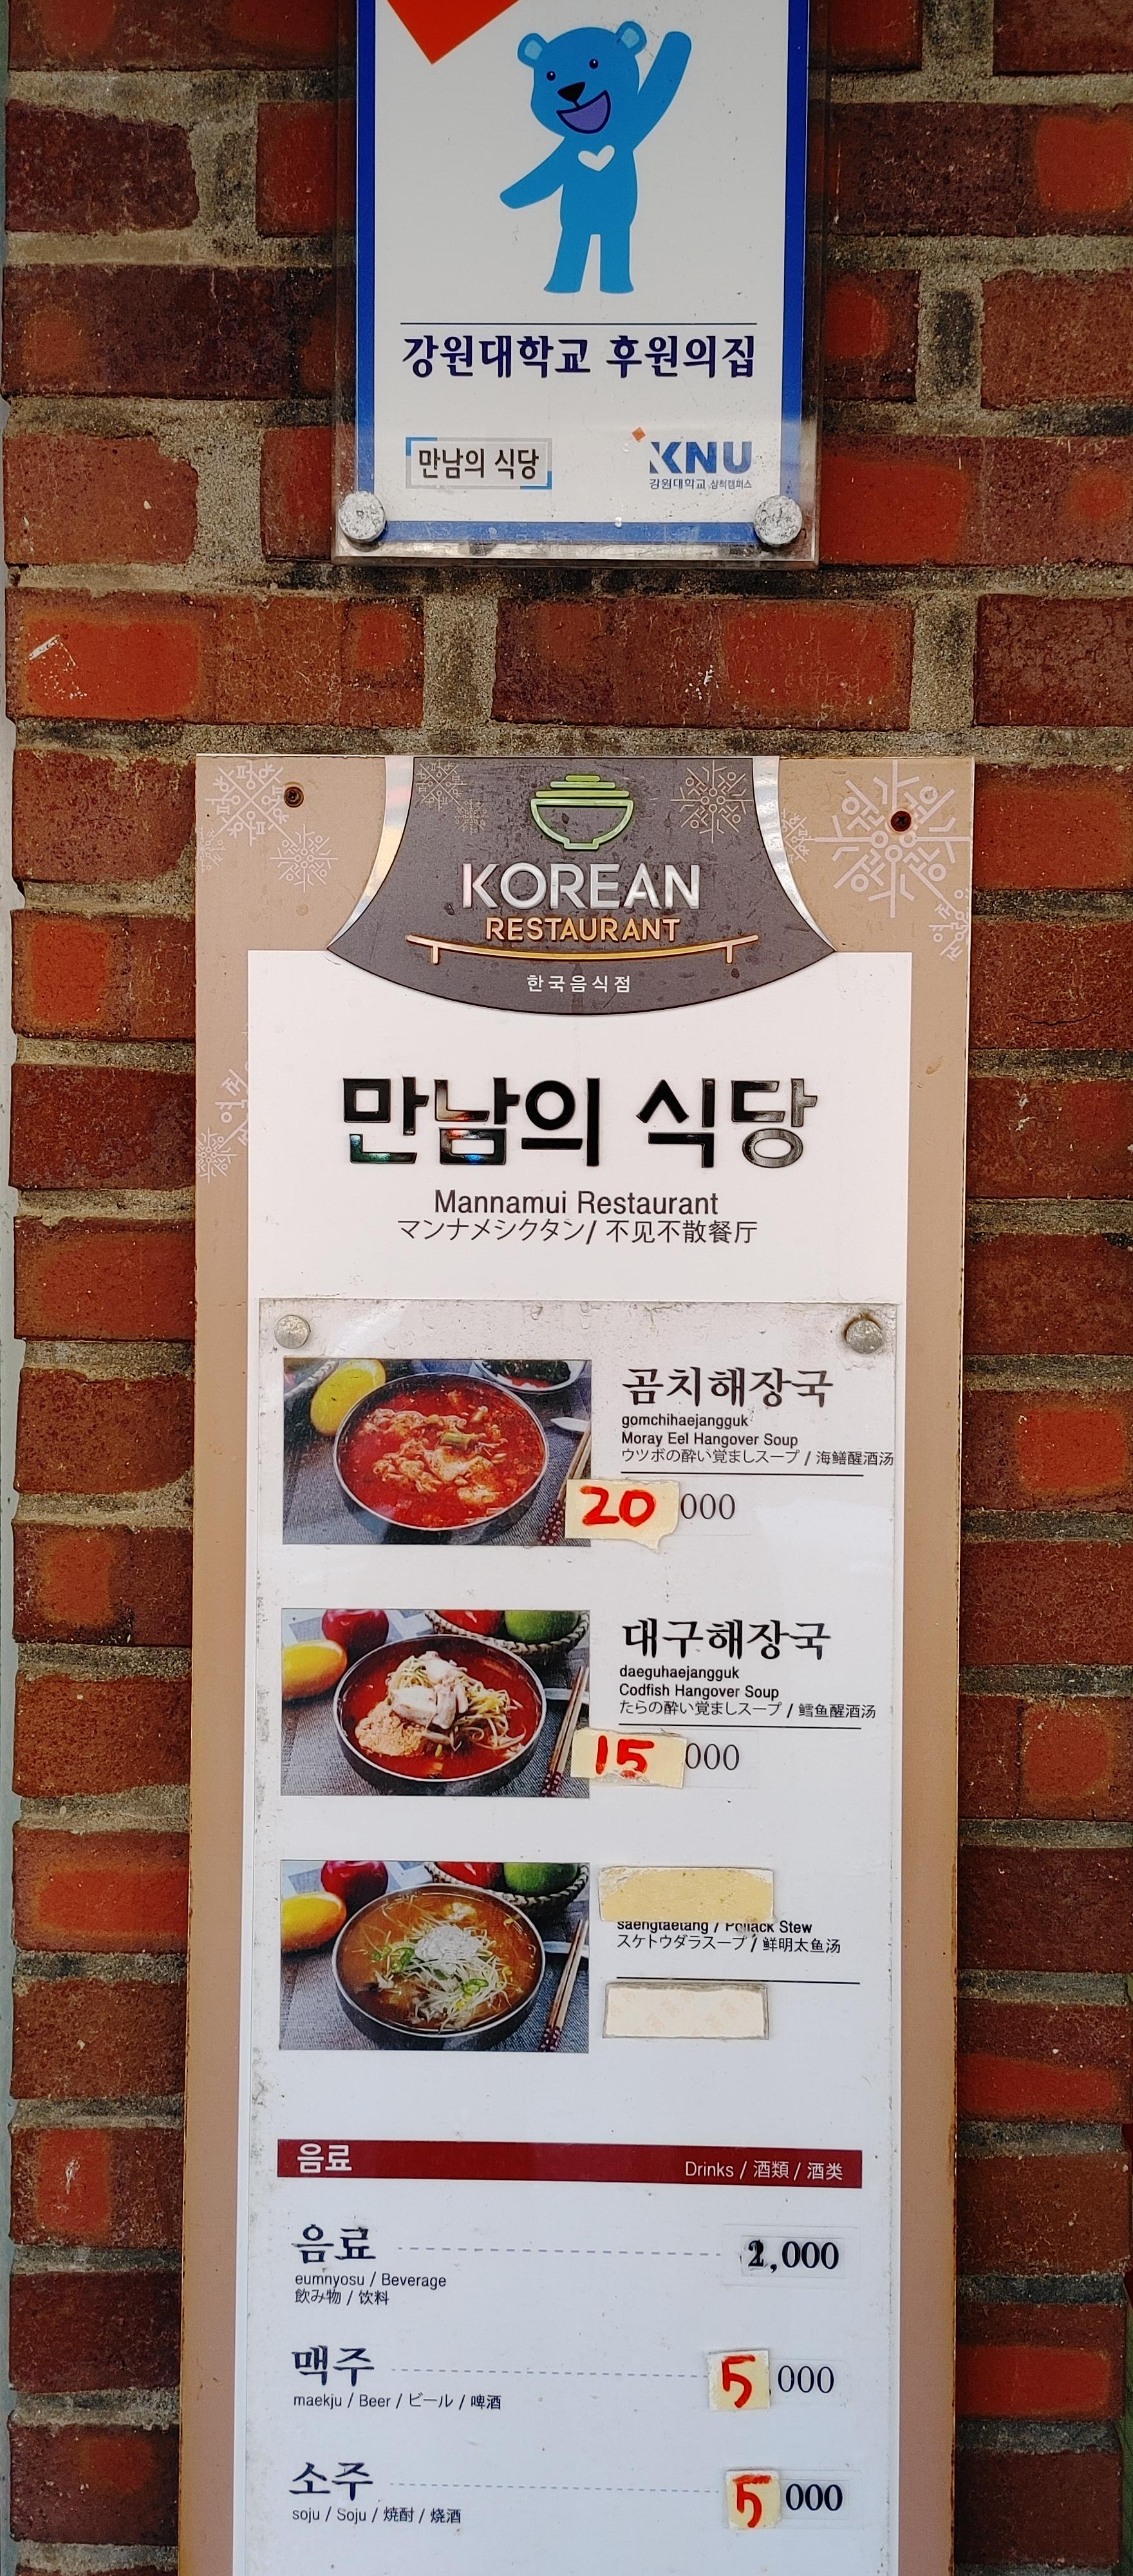 강원대학교 후원의집
만남의 식당
KNU
강원대학교 삼척캠퍼스
KOREAN
RESTAURANT
한국음식점
만남의 식당
Mannamui Restaurant
マンナメシクタン/ 不见不散餐厅
곰치해장국
gomchihaejangguk
Moray Eel Hangover Soup
ウツボの酔い覚ましスープ / 海鳝醒酒汤
20 000
대구해장국
daeguhaejangguk
Codfish Hangover Soup
たらの酔い覚ましスープ / 鳕鱼醒酒汤
15 000
saengtaetang / Pollack Stew
スケトウダラスープ / 鲜明太鱼汤
음료
Drinks / 酒類 / 酒类
음료 ,000
eumnyosu / Beverage
飲み物 / 饮料
맥주 5,000
maekju / Beer / ビール / 啤酒
소주 5 000
soju / Soju / 焼酎 / 烧酒